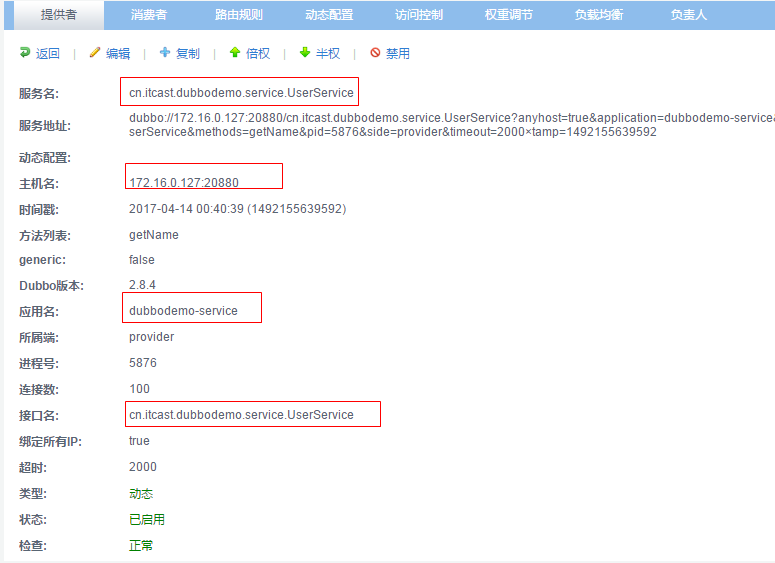 提供者 消费者 路由规则 动态配置 访问控制 权重调节 负载均衡 负责人
返回 | 编辑 | 复制 | 倍权 | 半权 | 禁用
服务名: cn.itcast.dubbodemo.service.UserService
服务地址: dubbo://172.16.0.127:20880/cn.itcast.dubbodemo.service.UserService?anyhost=true&application=dubbodemo-service&
serService&methods=getName&pid=5876&side=provider&timeout=2000×tamp=1492155639592
动态配置:
主机名: 172.16.0.127:20880
时间戳: 2017-04-14 00:40:39 (1492155639592)
方法列表: getName
generic: false
Dubbo版本: 2.8.4
应用名: dubbodemo-service
所属端: provider
进程号: 5876
连接数: 100
接口名: cn.itcast.dubbodemo.service.UserService
绑定所有IP: true
超时: 2000
类型: 动态
状态: 已启用
检查: 正常